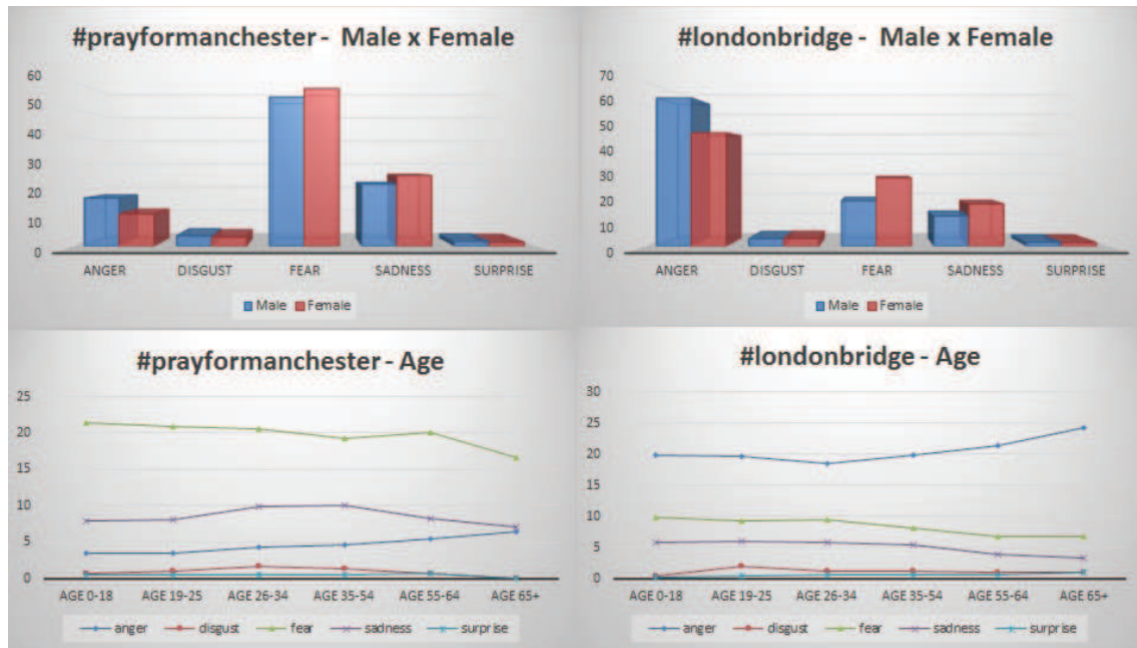 #prayformanchester - Male x Female
60
50
40
30
20
10
0
ANGER DISGUST FEAR SADNESS SURPRISE
Male Female
#londonbridge - Male x Female
70
60
50
40
30
20
10
0
ANGER DISGUST FEAR SADNESS SURPRISE
Male Female
#prayformanchester - Age
25
20
15
10
5
0
AGE 0-18 AGE 19-25 AGE 26-34 AGE 35-54 AGE 55-64 AGE 65+
anger disgust fear sadness surprise
#londonbridge - Age
30
25
20
15
10
5
0
AGE 0-18 AGE 19-25 AGE 26-34 AGE 35-54 AGE 55-64 AGE 65+
anger disgust fear sadness surprise